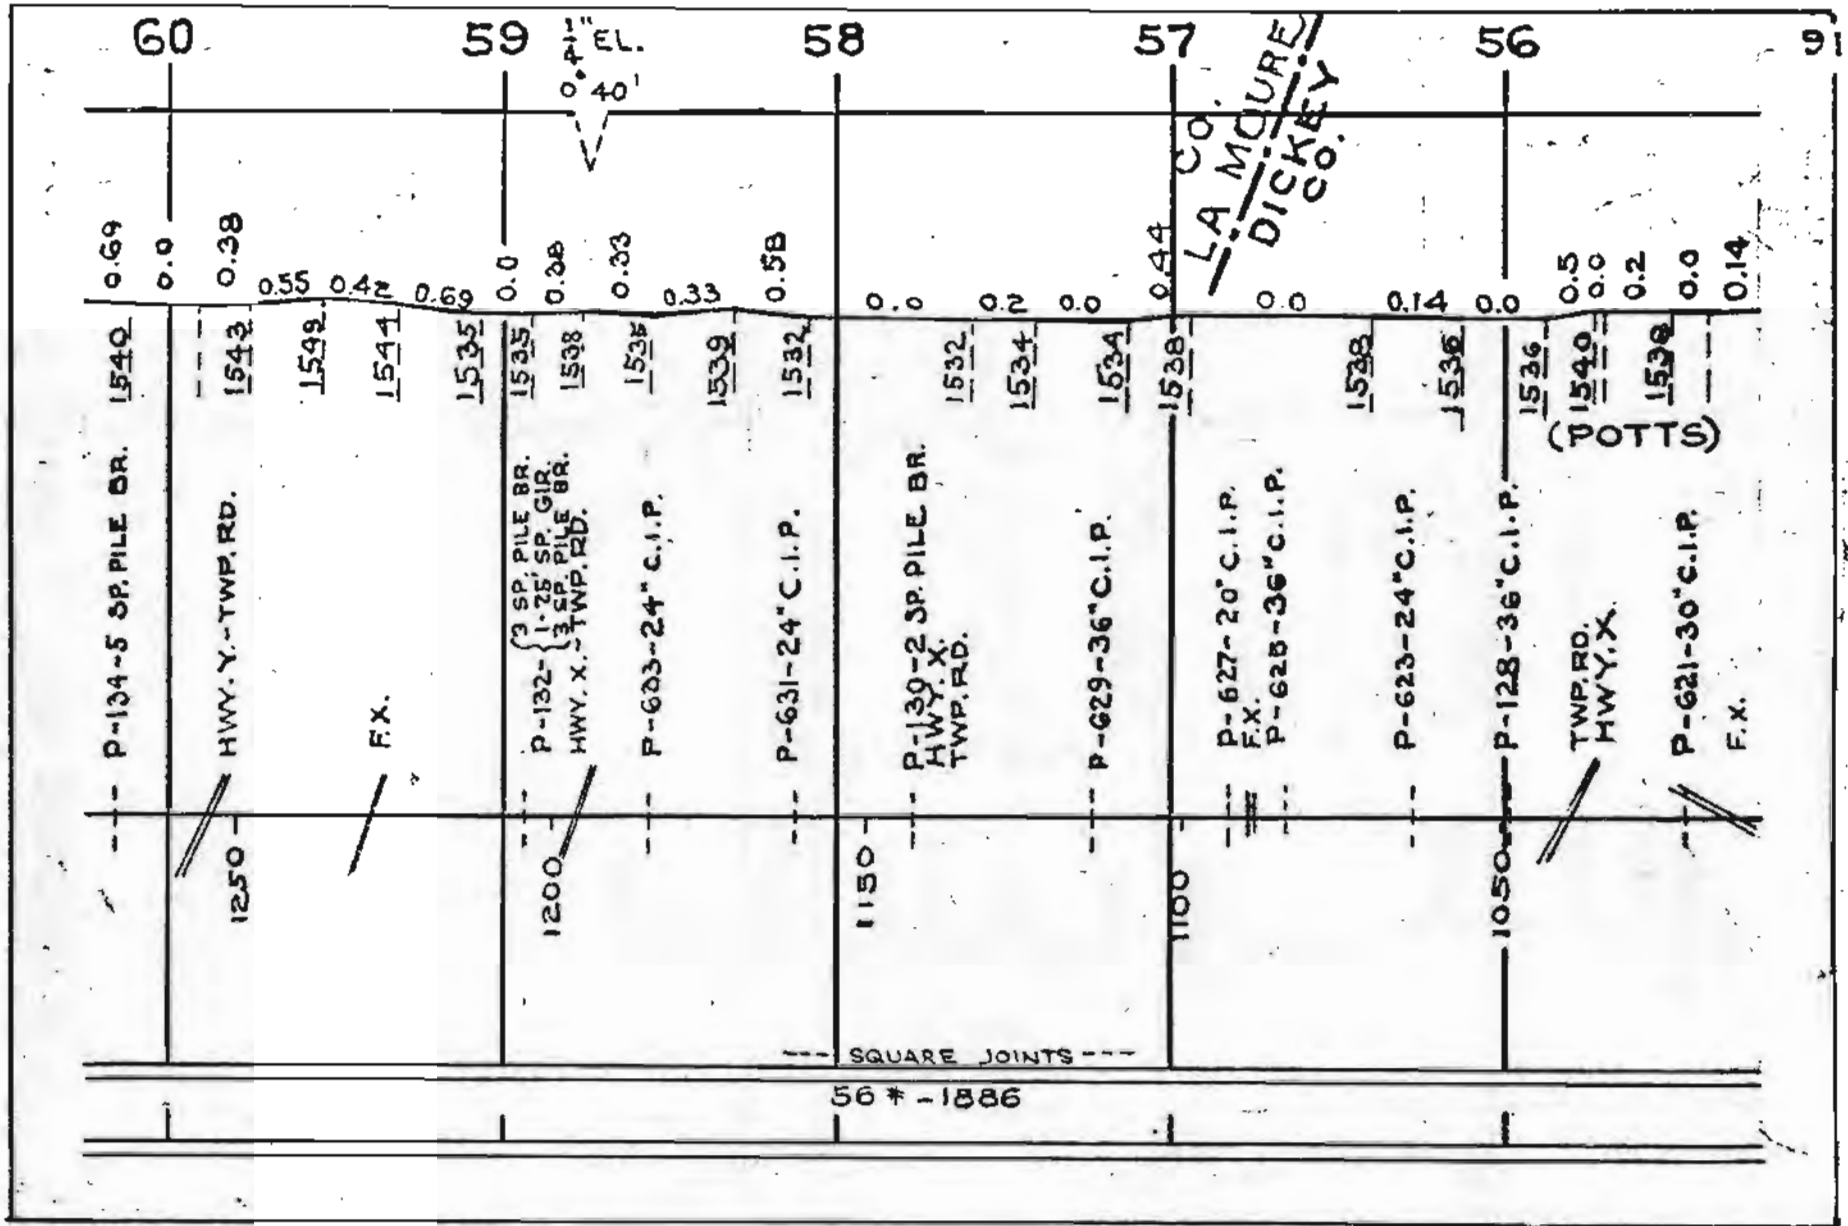 60
59
1/4" EL.
0.40'
58
57
56
91
LA MOURE CO.
DICKEY CO.
0.69
0.0
0.38
0.55
0.42
0.69
0.0
0.38
0.33
0.33
0.58
0.0
0.2
0.0
0.44
0.0
0.14
0.0
0.5
0.0
0.2
0.0
0.14
1540
1543
1549
1544
1535
1535
1538
1535
1539
1532
1532
1534
1534
1538
1538
1536
1536
1540
1538
(POTTS)
P-134-5 SP. PILE BR.
HWY. Y.-TWP. RD.
F.X.
P-132-{3 SP. PILE BR.
1-25' SP. GIR.
{3 SP. PILE BR.
HWY. X.-TWP. RD.
P-633-24" C.I.P.
P-631-24" C.I.P.
P-130-2 SP. PILE BR.
HWY. X.
TWP. RD.
P-629-36" C.I.P.
P-627-20" C.I.P.
F.X.
P-625-36" C.I.P.
P-623-24" C.I.P.
P-128-36" C.I.P.
TWP. RD.
HWY. X.
P-621-30" C.I.P.
F.X.
1250
1200
1150
1100
1050
--- SQUARE JOINTS ---
56 # -1886